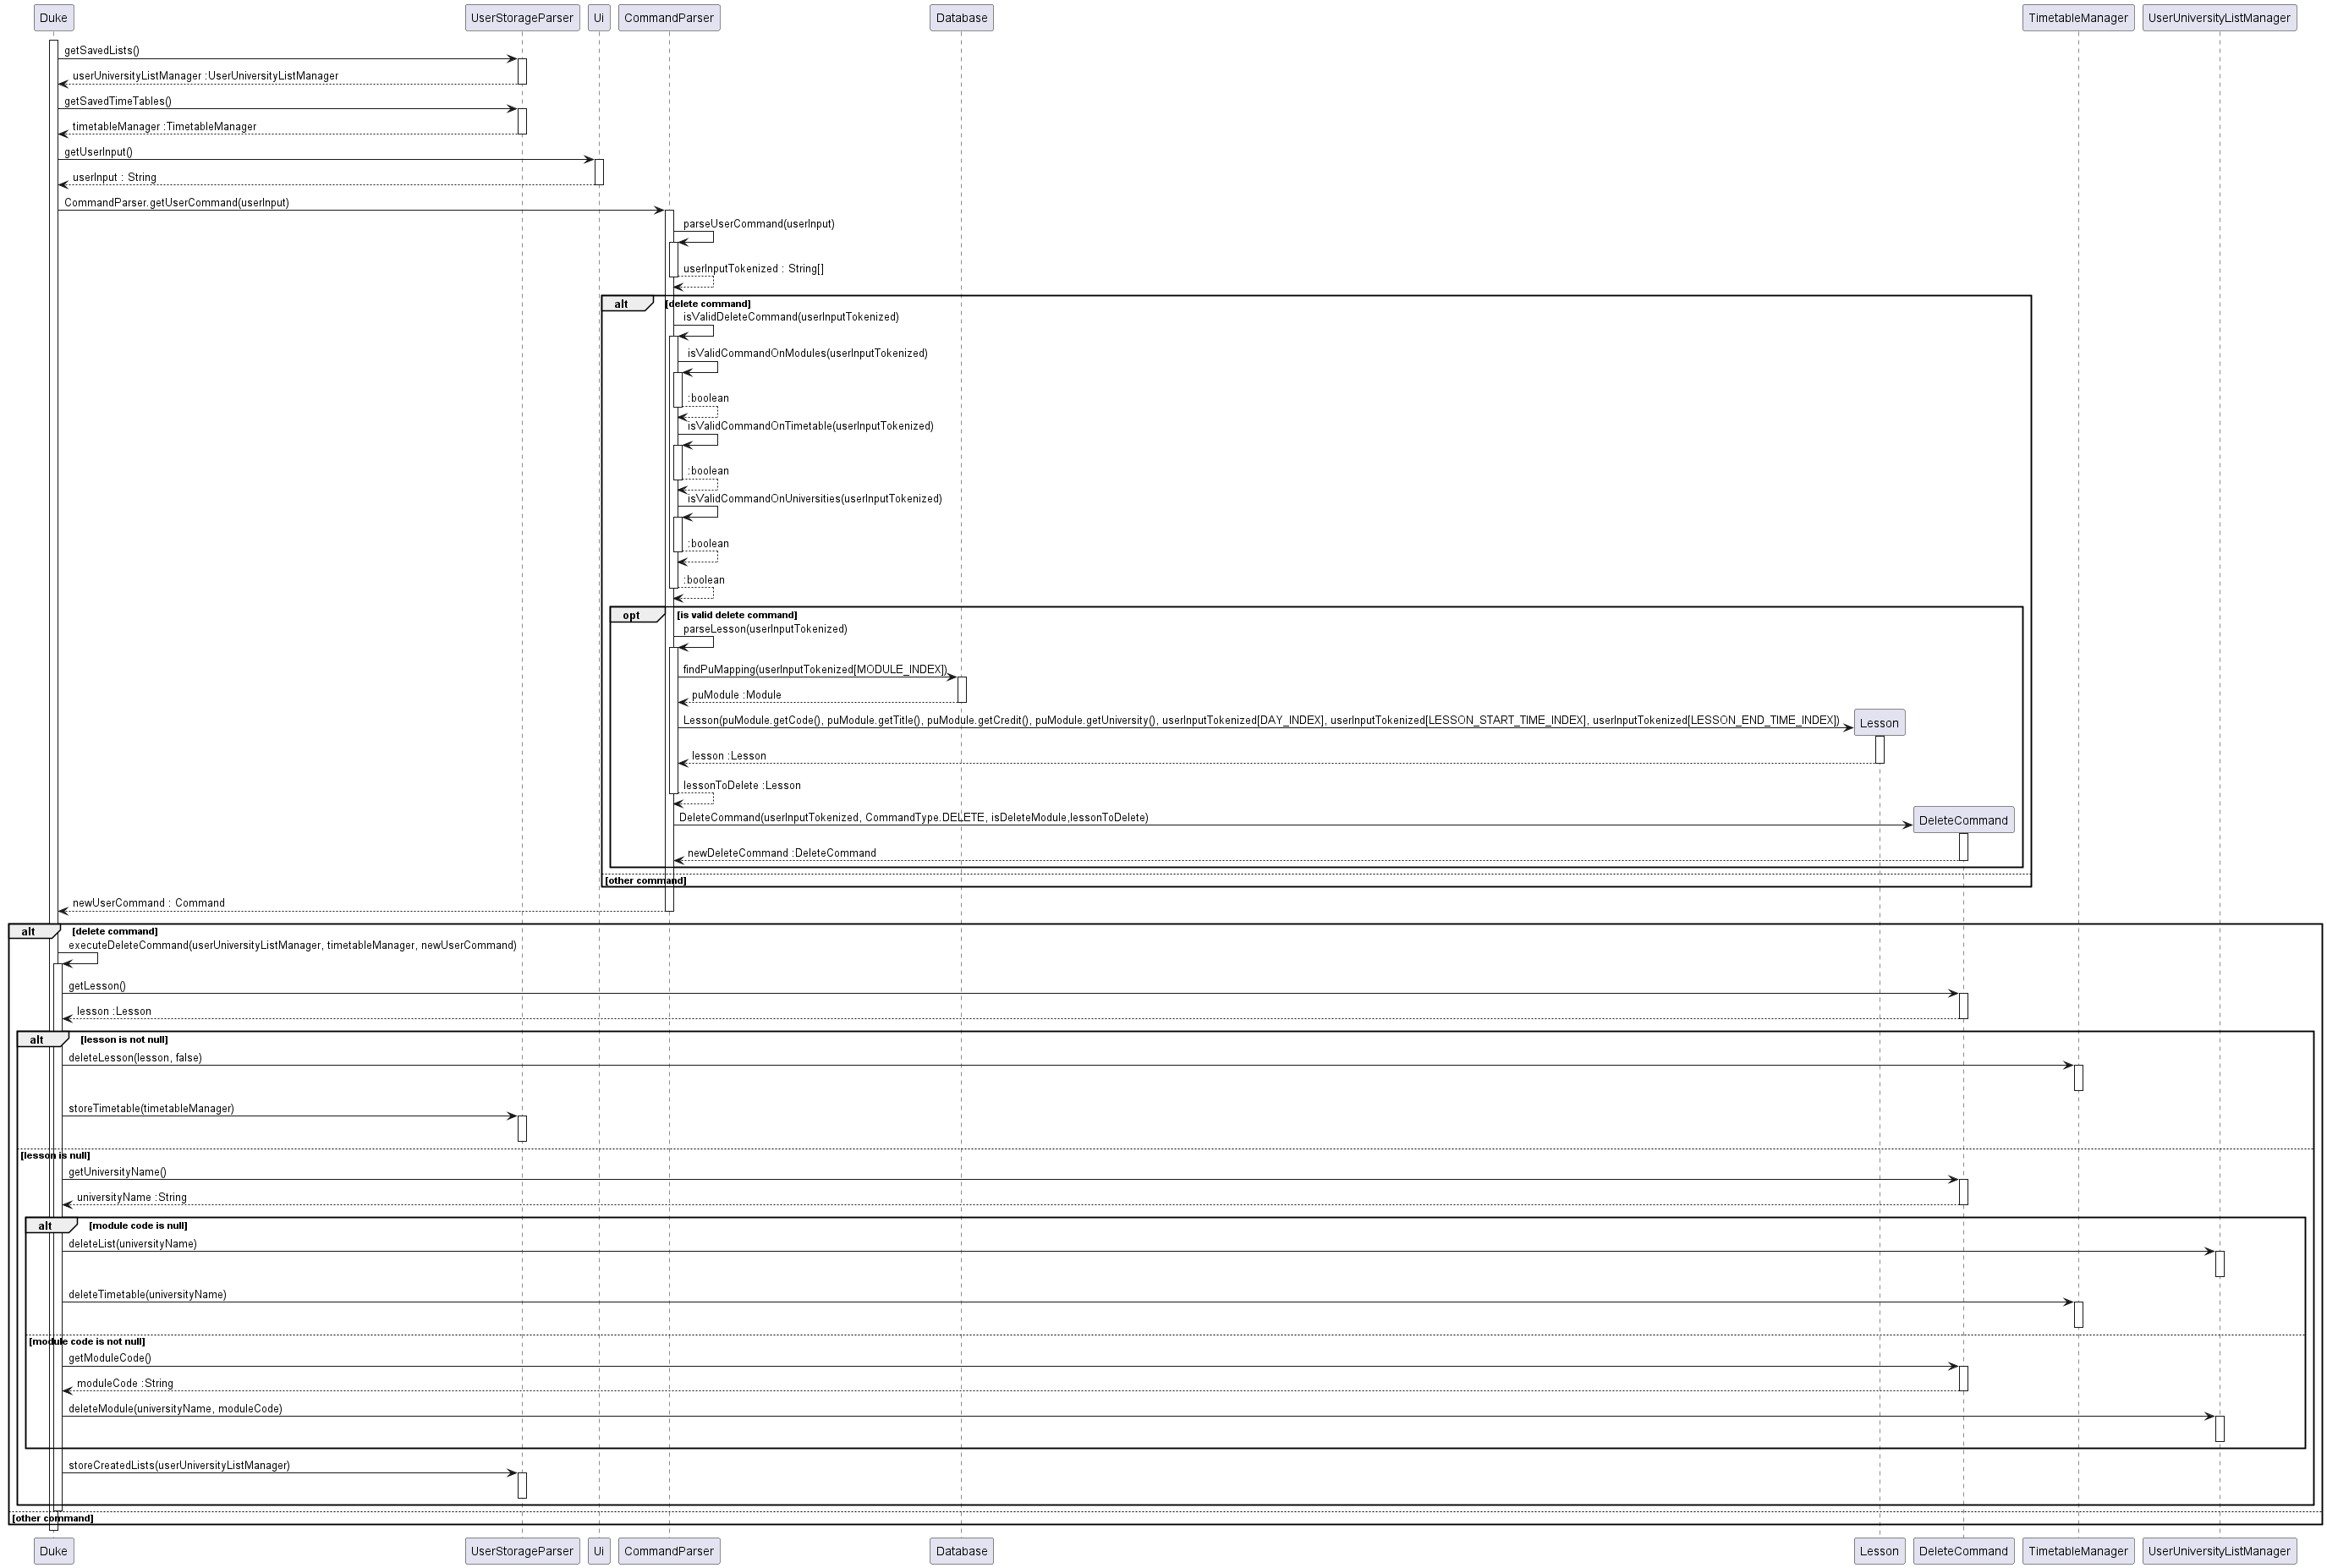 Duke
UserStorageParser
Ui
CommandParser
Database
TimetableManager
UserUniversityListManager
getSavedLists()
userUniversityListManager :UserUniversityListManager
getSavedTimeTables()
timetableManager :TimetableManager
getUserInput()
userInput : String
CommandParser.getUserCommand(userInput)
parseUserCommand(userInput)
userInputTokenized : String[]
alt
[delete command]
isValidDeleteCommand(userInputTokenized)
isValidCommandOnModules(userInputTokenized)
:boolean
isValidCommandOnTimetable(userInputTokenized)
:boolean
isValidCommandOnUniversities(userInputTokenized)
:boolean
:boolean
opt
[is valid delete command]
parseLesson(userInputTokenized)
findPuMapping(userInputTokenized[MODULE_INDEX])
puModule :Module
Lesson(puModule.getCode(), puModule.getTitle(), puModule.getCredit(), puModule.getUniversity(), userInputTokenized[DAY_INDEX], userInputTokenized[LESSON_START_TIME_INDEX], userInputTokenized[LESSON_END_TIME_INDEX])
Lesson
lesson :Lesson
lessonToDelete :Lesson
DeleteCommand(userInputTokenized, CommandType.DELETE, isDeleteModule,lessonToDelete)
DeleteCommand
newDeleteCommand :DeleteCommand
[other command]
newUserCommand : Command
alt
[delete command]
executeDeleteCommand(userUniversityListManager, timetableManager, newUserCommand)
getLesson()
lesson :Lesson
alt
[lesson is not null]
deleteLesson(lesson, false)
storeTimetable(timetableManager)
[lesson is null]
getUniversityName()
universityName :String
alt
[module code is null]
deleteList(universityName)
deleteTimetable(universityName)
[module code is not null]
getModuleCode()
moduleCode :String
deleteModule(universityName, moduleCode)
storeCreatedLists(userUniversityListManager)
[other command]
Duke
UserStorageParser
Ui
CommandParser
Database
Lesson
DeleteCommand
TimetableManager
UserUniversityListManager